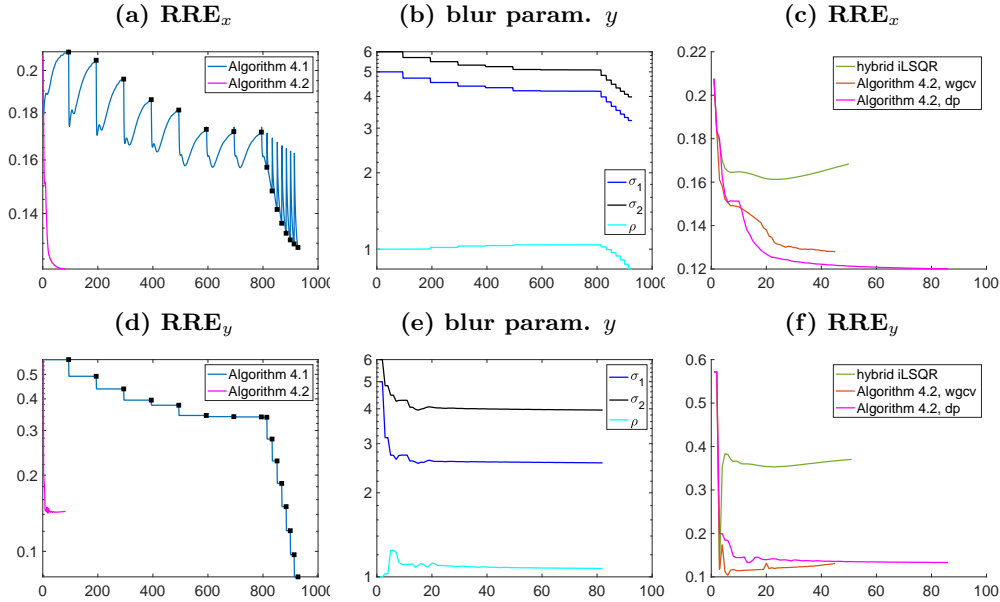 (a) RRE_x
(b) blur param. y
(c) RRE_x
0.2
0.18
0.16
0.14
0 200 400 600 800 1000
Algorithm 4.1
Algorithm 4.2
6
5
4
3
2
1
0 200 400 600 800 1000
σ_1
σ_2
ρ
0.22
0.2
0.18
0.16
0.14
0.12
0 20 40 60 80 100
hybrid iLSQR
Algorithm 4.2, wgcv
Algorithm 4.2, dp
(d) RRE_y
(e) blur param. y
(f) RRE_y
0.5
0.4
0.3
0.2
0.1
0 200 400 600 800 1000
Algorithm 4.1
Algorithm 4.2
6
5
4
3
2
1
0 20 40 60 80 100
σ_1
σ_2
ρ
0.6
0.5
0.4
0.3
0.2
0.1
0 20 40 60 80 100
hybrid iLSQR
Algorithm 4.2, wgcv
Algorithm 4.2, dp